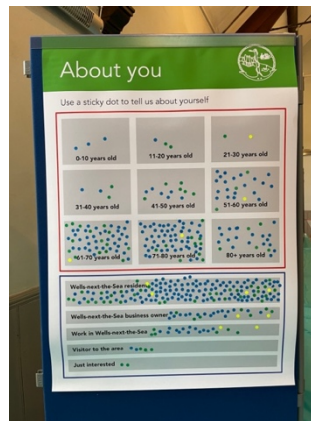 About you
Use a sticky dot to tell us about yourself
0-10 years old
11-20 years old
21-30 years old
31-40 years old
41-50 years old
51-60 years old
61-70 years old
71-80 years old
80+ years old
Wells-next-the-Sea resident
Wells-next-the-Sea business owner
Work in Wells-next-the-Sea
Visitor to the area
Just interested